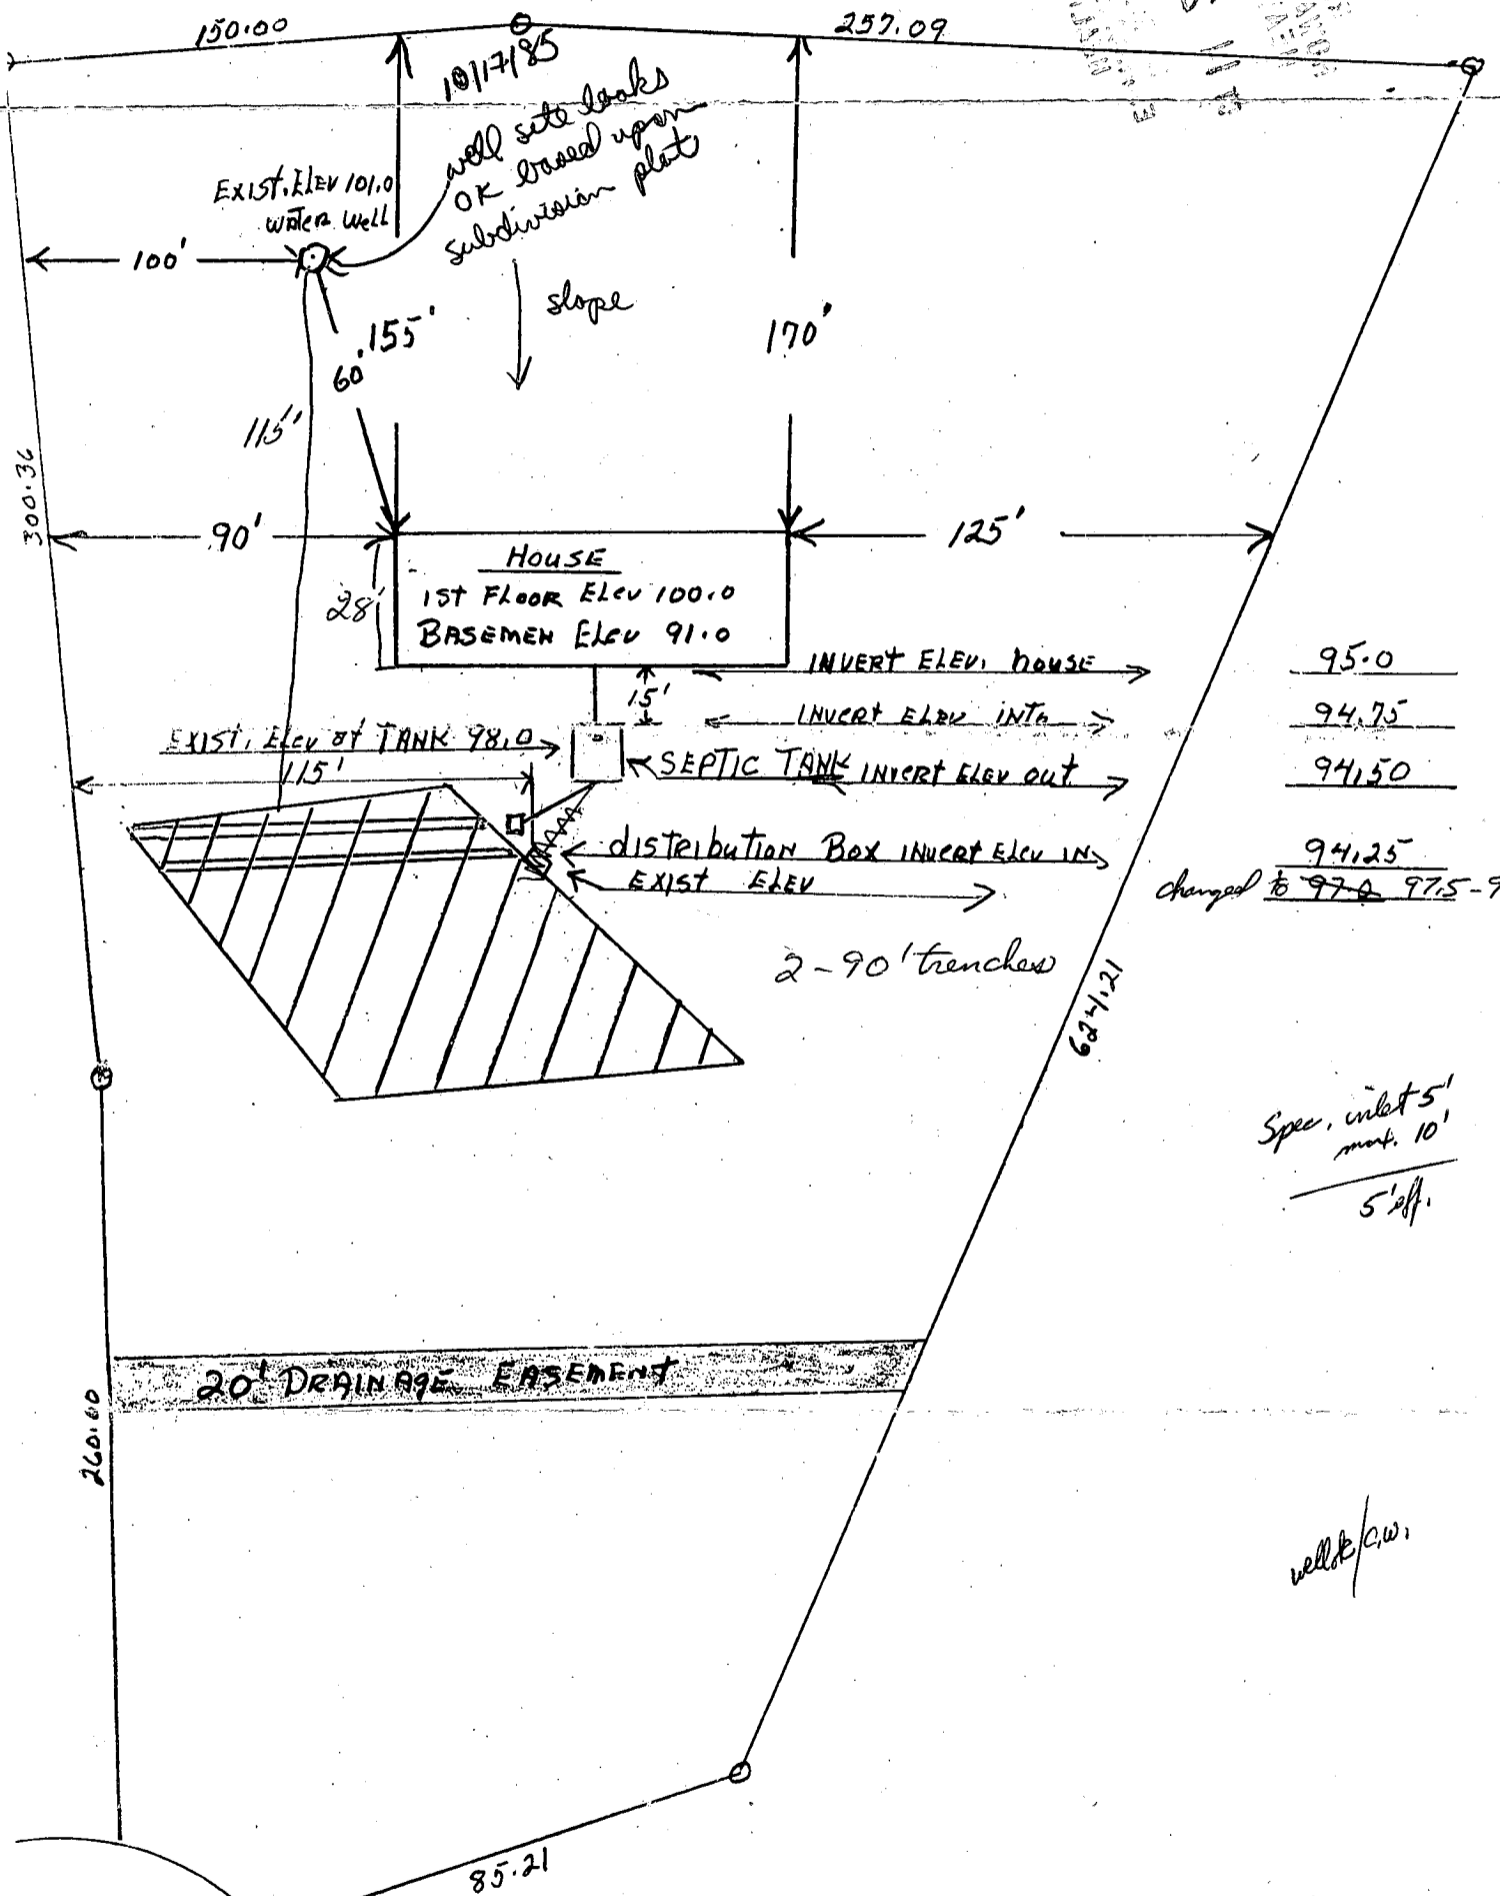 150.00
257.09
10/17/85
well site looks
OK based upon
subdivision plat
Exist. Elev 101.0
water well
100'
slope
155'
60'
170'
115'
300.36
90'
125'
House
1st Floor Elev 100.0
Basemen Elev 91.0
28'
15'
Invert Elev. house 95.0
Invert Elev into 94.75
Exist. Elev of Tank 98.0
Septic Tank Invert Elev out 94.50
115'
distribution Box Invert Elev in 94.25
Exist Elev
changed to 97.0 97.5-9
2-90' trenches
624.21
Spec. inlet 5'
max. 10'
5' eff.
20' Drainage Easement
260.60
well ok/c.w.
85.21